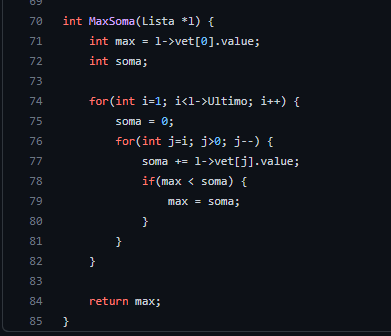 69
70 int MaxSoma(Lista *l) {
71     int max = l->vet[0].value;
72     int soma;
73
74     for(int i=1; i<l->Ultimo; i++) {
75         soma = 0;
76         for(int j=i; j>0; j--) {
77             soma += l->vet[j].value;
78             if(max < soma) {
79                 max = soma;
80             }
81         }
82     }
83
84     return max;
85 }